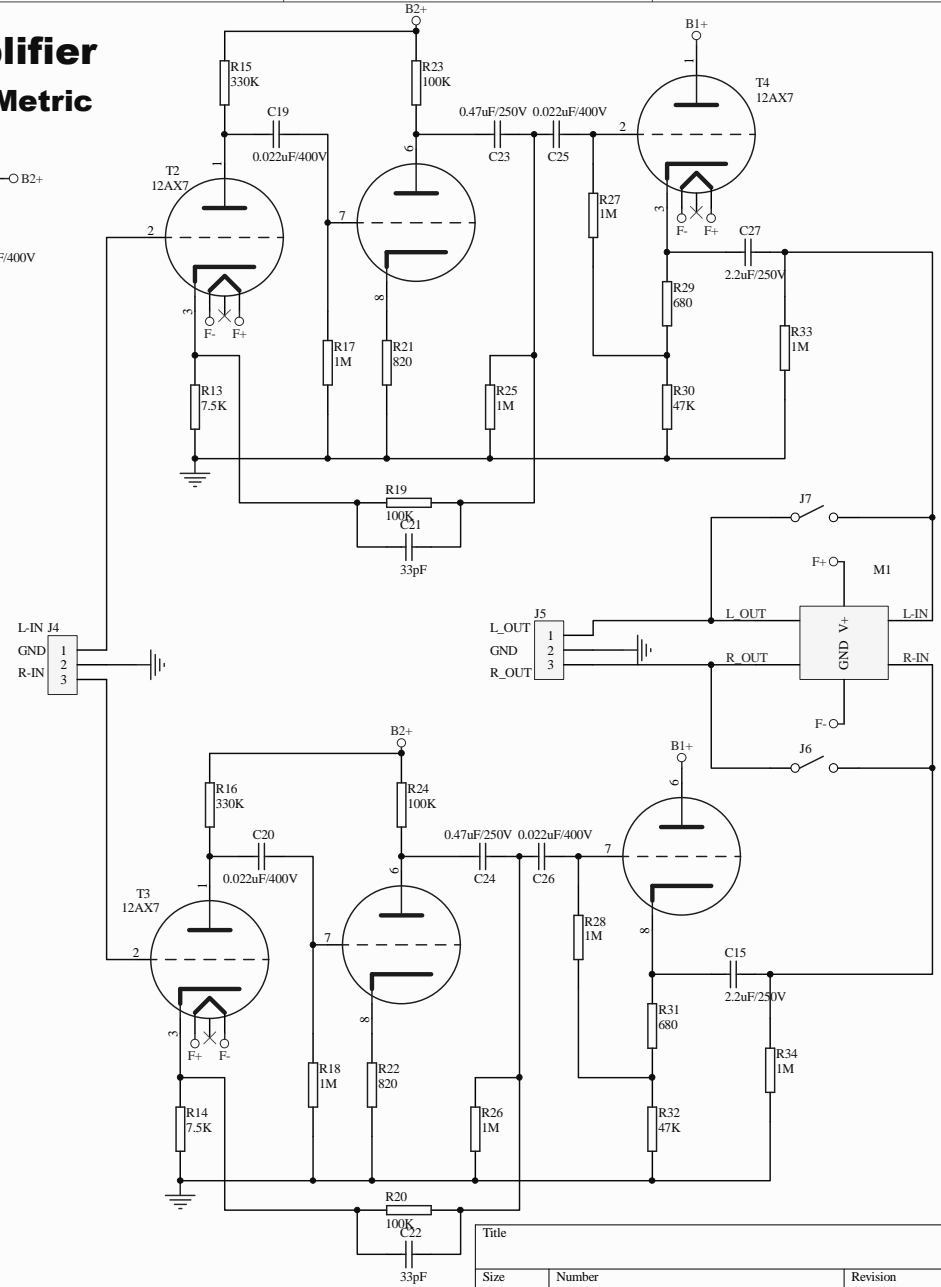 lifier
Metric
B2+
F/400V
B2+
R15
330K
R23
100K
C19
0.022uF/400V
0.47uF/250V
C23
0.022uF/400V
C25
B1+
1
T4
12AX7
2
3
F-
F+
T2
12AX7
1
2
3
F-
F+
6
7
8
R27
1M
C27
2.2uF/250V
R29
680
R33
1M
R17
1M
R21
820
R25
1M
R30
47K
R13
7.5K
R19
100K
C21
33pF
J7
F+
M1
L-IN
J4
GND
R-IN
1
2
3
L_OUT
J5
GND
R_OUT
1
2
3
L_OUT
R_OUT
GND V+
L-IN
R-IN
F-
J6
B2+
B1+
R16
330K
R24
100K
C20
0.022uF/400V
0.47uF/250V
C24
0.022uF/400V
C26
6
7
8
T3
12AX7
1
2
3
F+
F-
6
7
8
R28
1M
C15
2.2uF/250V
R31
680
R34
1M
R18
1M
R22
820
R26
1M
R32
47K
R14
7.5K
R20
100K
C22
33pF
Title
Size
Number
Revision